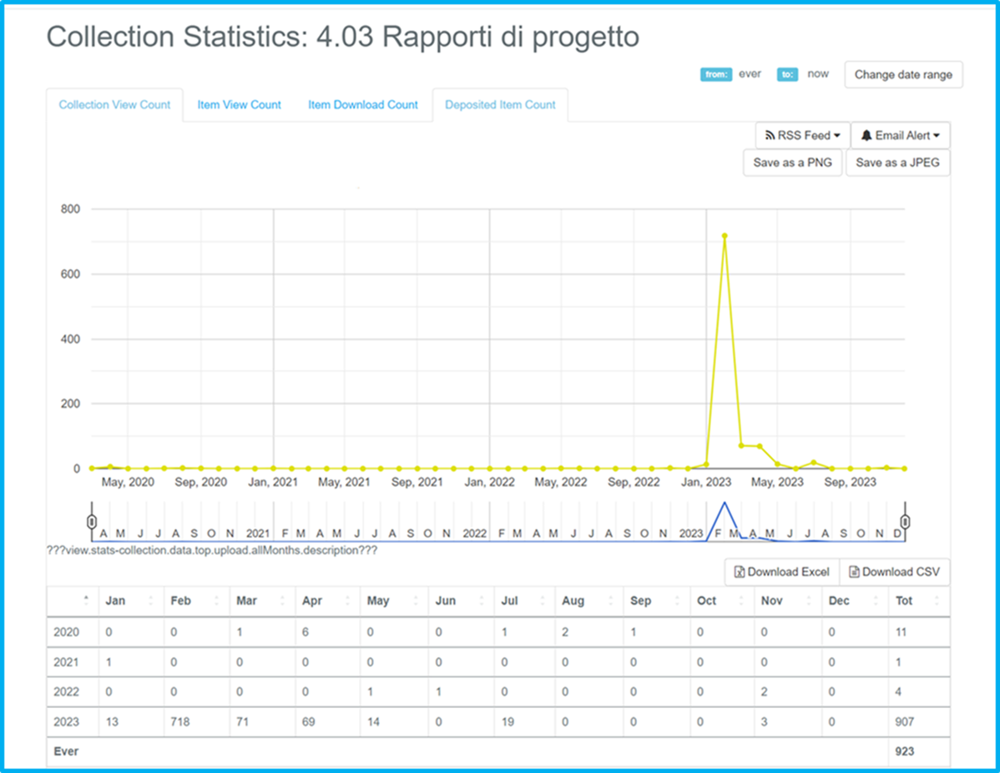 Collection Statistics: 4.03 Rapporti di progetto
from: ever to: now Change date range
Collection View Count Item View Count Item Download Count Deposited Item Count
RSS Feed Email Alert
Save as a PNG Save as a JPEG
800
600
400
200
0
May, 2020 Sep, 2020 Jan, 2021 May, 2021 Sep, 2021 Jan, 2022 May, 2022 Sep, 2022 Jan, 2023 May, 2023 Sep, 2023
A M J J A S O N 2021 F M A M J J A S O N 2022 F M A M J J A S O N 2023 F M A M J J A S O N D
???view.stats-collection.data.top.upload.allMonths.description???
Download Excel Download CSV
Jan Feb Mar Apr May Jun Jul Aug Sep Oct Nov Dec Tot
2020 0 0 1 6 0 0 1 2 1 0 0 0 11
2021 1 0 0 0 0 0 0 0 0 0 0 0 1
2022 0 0 0 0 1 1 0 0 0 0 2 0 4
2023 13 718 71 69 14 0 19 0 0 0 3 0 907
Ever 923